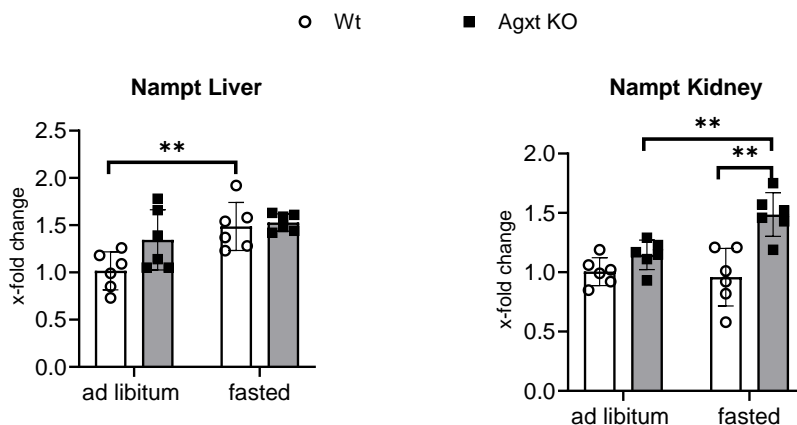 Wt
Agxt KO
Nampt Liver
**
2.5
2.0
1.5
1.0
0.5
0.0
x-fold change
ad libitum
fasted
Nampt Kidney
**
**
2.0
1.5
1.0
0.5
0.0
x-fold change
ad libitum
fasted